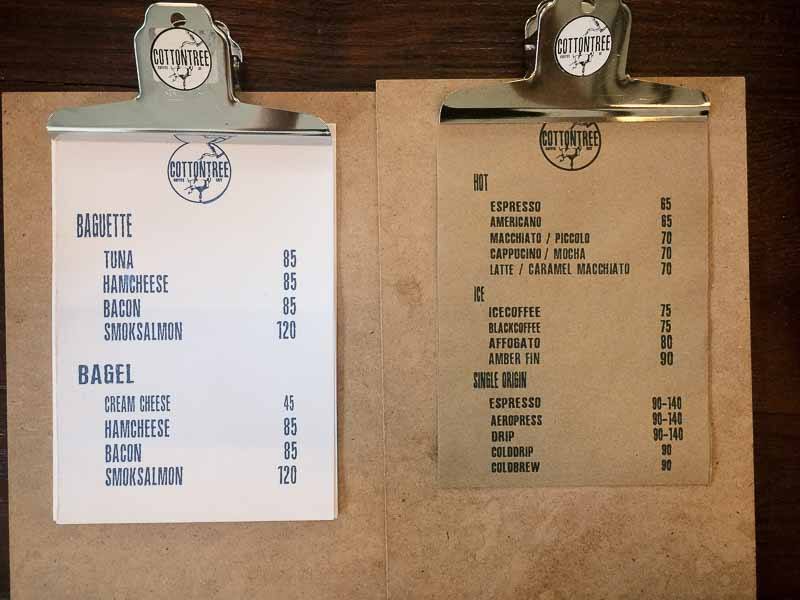 COTTONTREE
COTTONTREE
BAGUETTE
TUNA 85
HAMCHEESE 85
BACON 85
SMOKSALMON 120
BAGEL
CREAM CHEESE 45
HAMCHEESE 85
BACON 85
SMOKSALMON 120
COTTONTREE
COTTONTREE
HOT
ESPRESSO 65
AMERICANO 65
MACCHIATO / PICCOLO 70
CAPPUCINO / MOCHA 70
LATTE / CARAMEL MACCHIATO 70
ICE
ICECOFFEE 75
BLACKCOFFEE 75
AFFOGATO 80
AMBER FIN 90
SINGLE ORIGIN
ESPRESSO 90-140
AEROPRESS 90-140
DRIP 90-140
COLDDRIP 90
COLDBREW 90